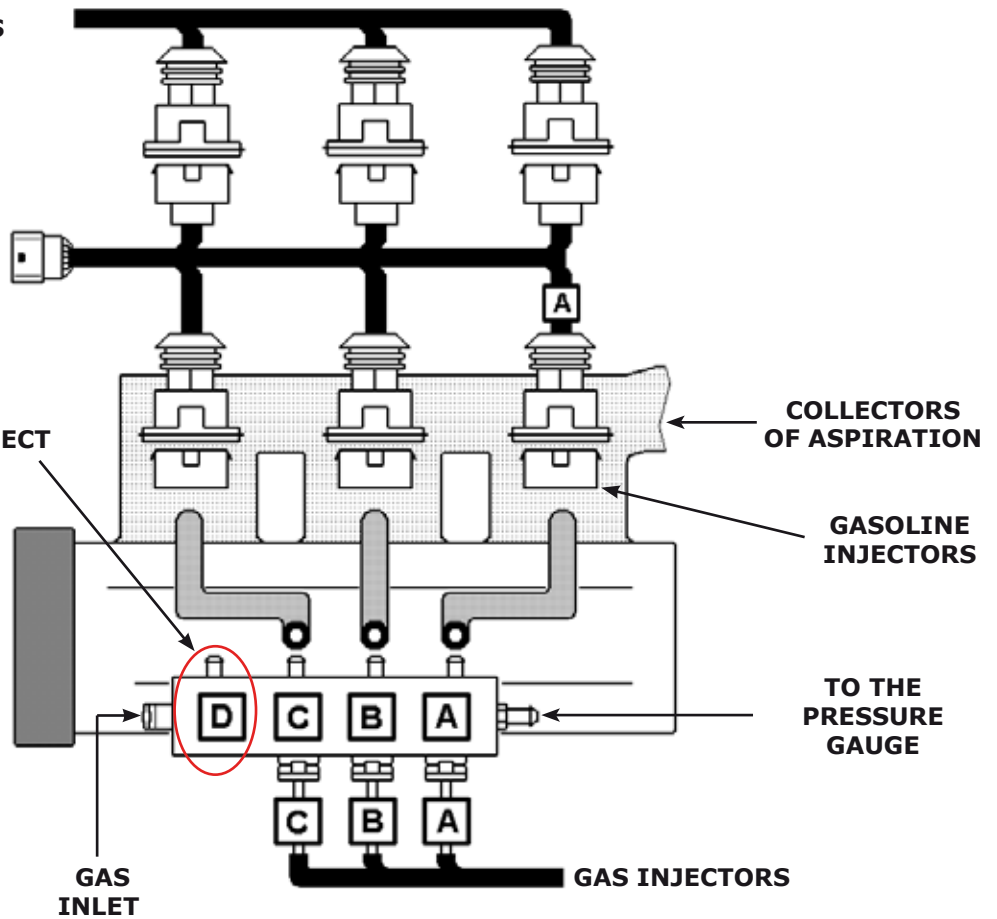 S
A
COLLECTORS
OF ASPIRATION
ECT
GASOLINE
INJECTORS
D C B A
TO THE
PRESSURE
GAUGE
C B A
GAS
INLET
GAS INJECTORS